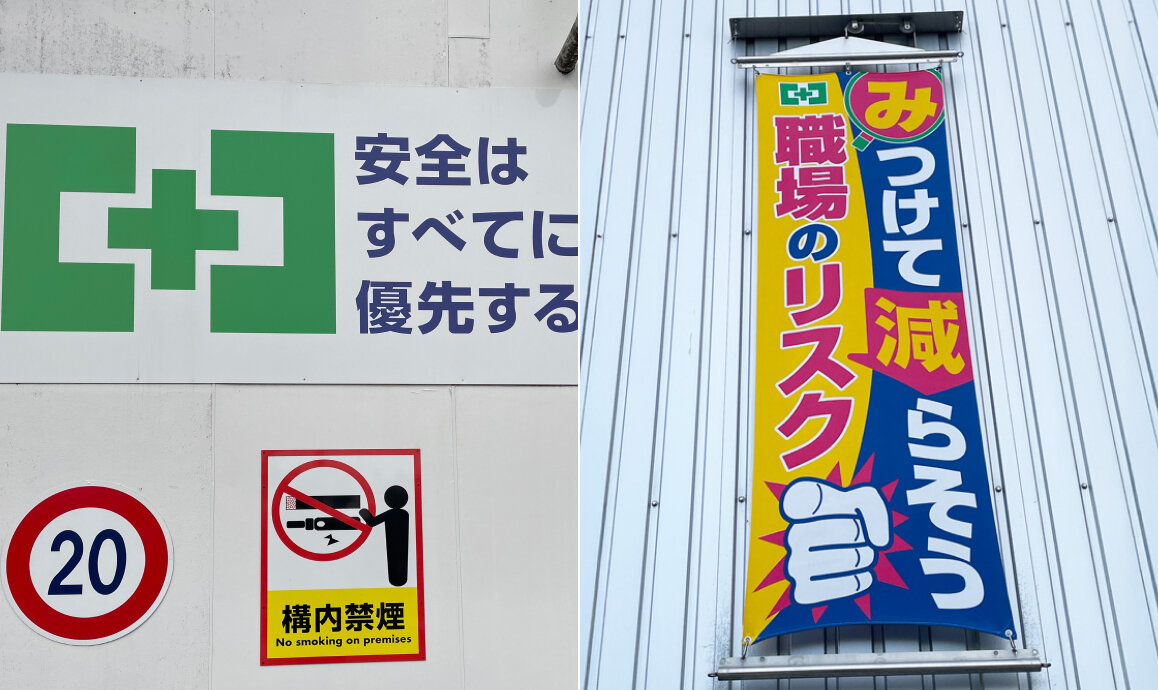 安全は
すべてに
優先する
20
構内禁煙
No smoking on premises
みつけて減らそう
職場のリスク